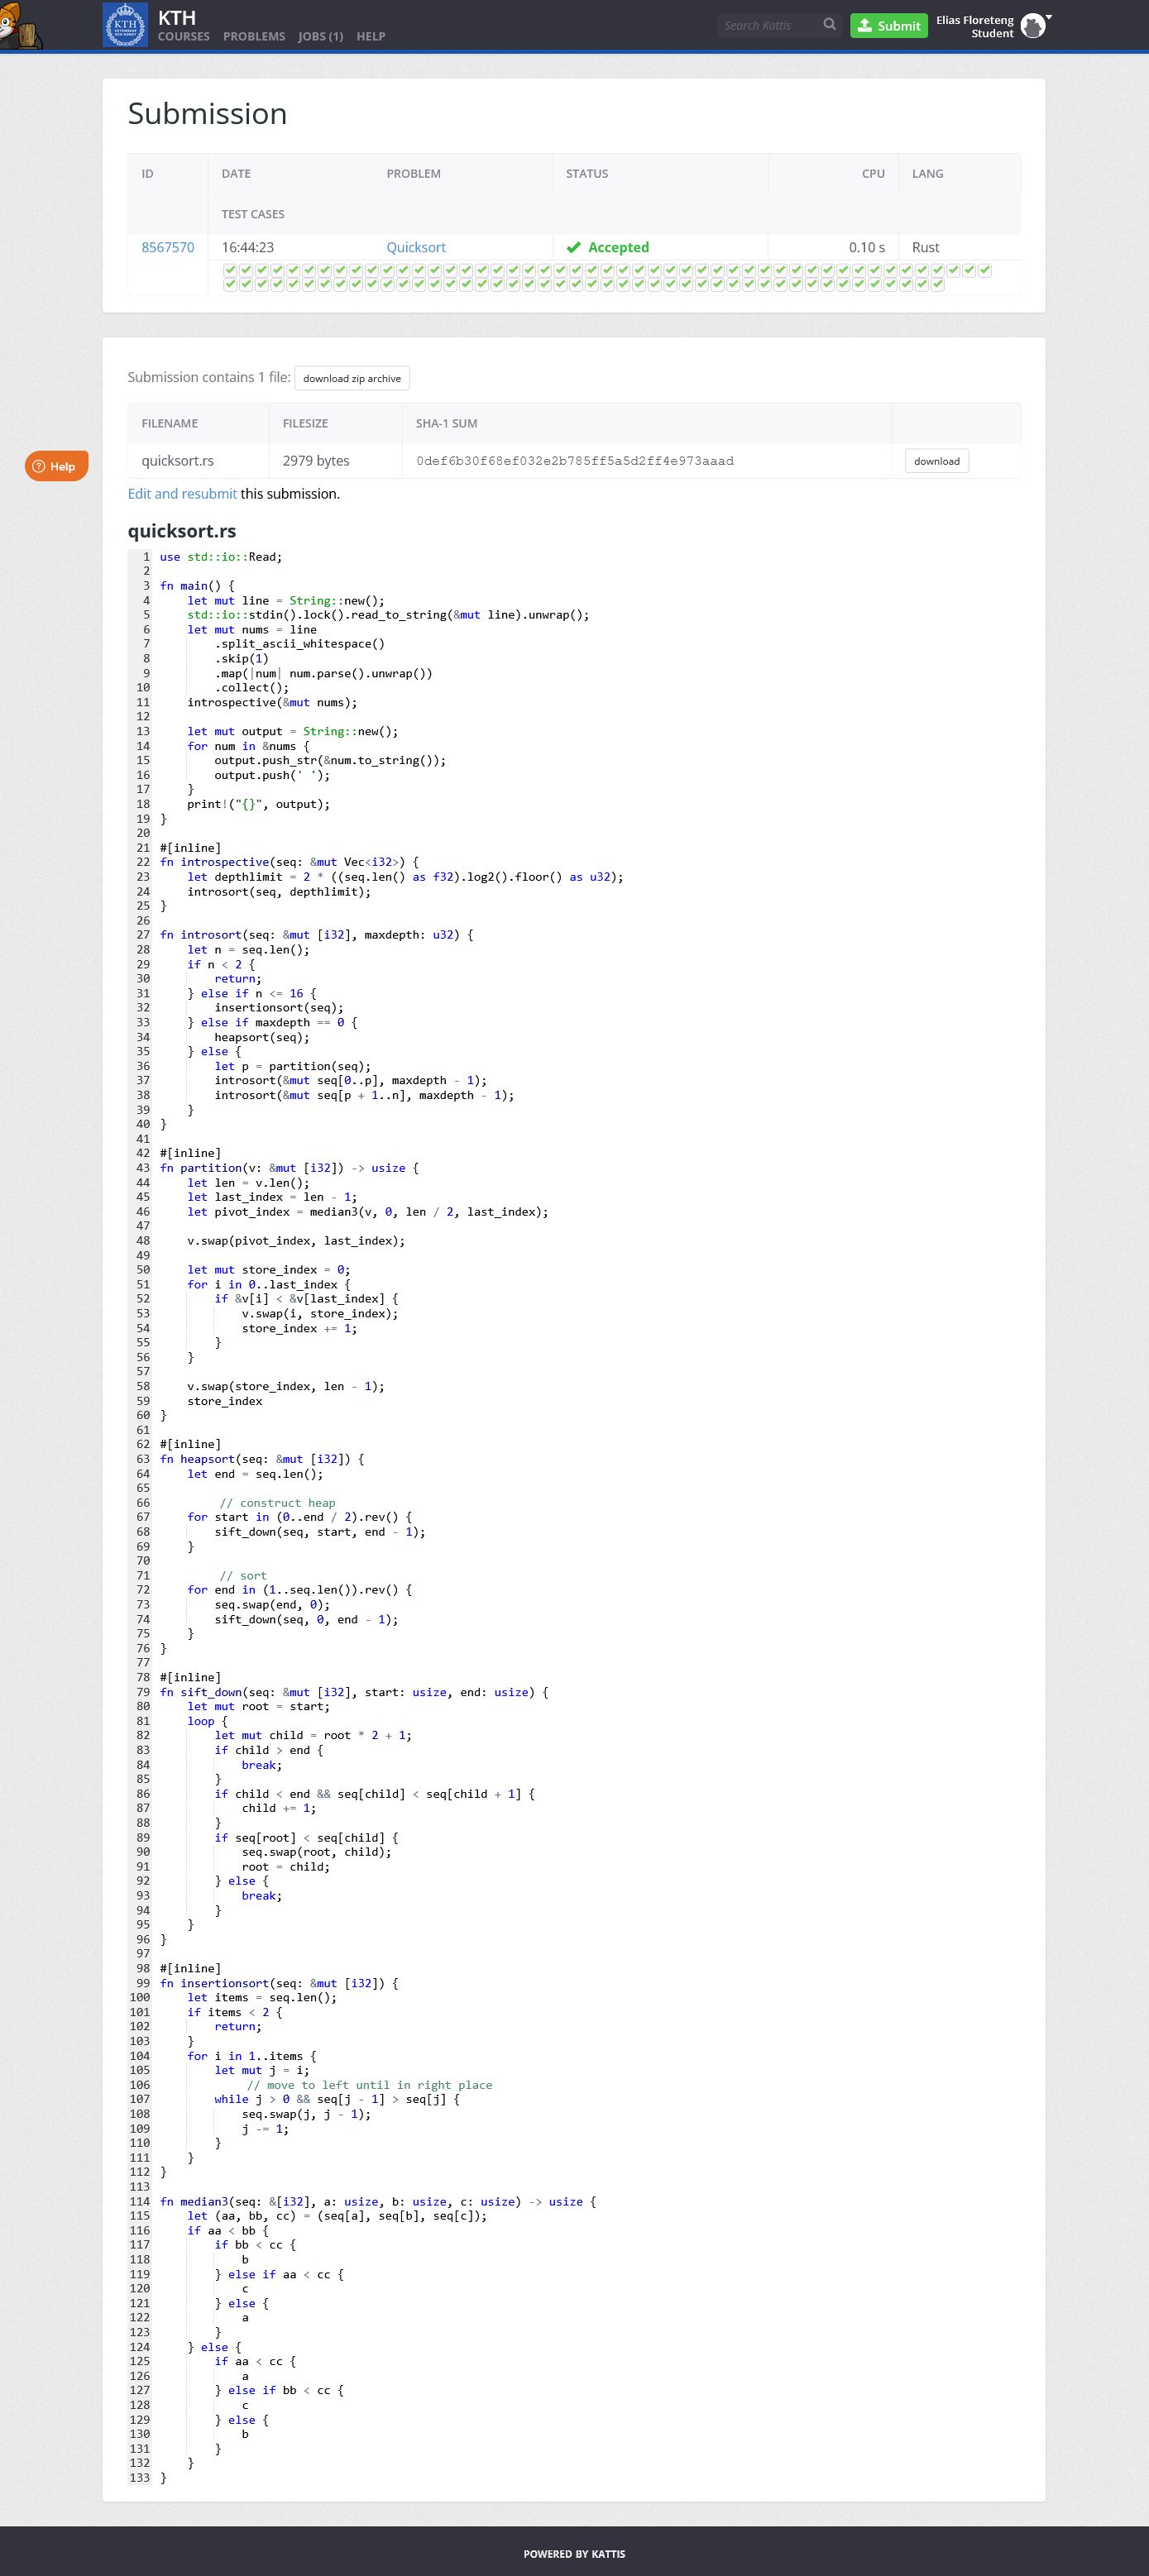 KTH
COURSES PROBLEMS JOBS (1) HELP
Search Kattis
Submit
Elias Floreteng
Student
Submission
ID DATE PROBLEM STATUS CPU LANG
TEST CASES
8567570 16:44:23 Quicksort Accepted 0.10 s Rust
Submission contains 1 file: download zip archive
FILENAME FILESIZE SHA-1 SUM
quicksort.rs 2979 bytes 0def6b30f68ef032e2b785ff5a5d2ff4e973aaad download
Help
Edit and resubmit this submission.
quicksort.rs
1 use std::io::Read;
2
3 fn main() {
4     let mut line = String::new();
5     std::io::stdin().lock().read_to_string(&mut line).unwrap();
6     let mut nums = line
7         .split_ascii_whitespace()
8         .skip(1)
9         .map(|num| num.parse().unwrap())
10         .collect();
11     introspective(&mut nums);
12
13     let mut output = String::new();
14     for num in &nums {
15         output.push_str(&num.to_string());
16         output.push(' ');
17     }
18     print!("{}", output);
19 }
20
21 #[inline]
22 fn introspective(seq: &mut Vec<i32>) {
23     let depthlimit = 2 * ((seq.len() as f32).log2().floor() as u32);
24     introsort(seq, depthlimit);
25 }
26
27 fn introsort(seq: &mut [i32], maxdepth: u32) {
28     let n = seq.len();
29     if n < 2 {
30         return;
31     } else if n <= 16 {
32         insertionsort(seq);
33     } else if maxdepth == 0 {
34         heapsort(seq);
35     } else {
36         let p = partition(seq);
37         introsort(&mut seq[0..p], maxdepth - 1);
38         introsort(&mut seq[p + 1..n], maxdepth - 1);
39     }
40 }
41
42 #[inline]
43 fn partition(v: &mut [i32]) -> usize {
44     let len = v.len();
45     let last_index = len - 1;
46     let pivot_index = median3(v, 0, len / 2, last_index);
47
48     v.swap(pivot_index, last_index);
49
50     let mut store_index = 0;
51     for i in 0..last_index {
52         if &v[i] < &v[last_index] {
53             v.swap(i, store_index);
54             store_index += 1;
55         }
56     }
57
58     v.swap(store_index, len - 1);
59     store_index
60 }
61
62 #[inline]
63 fn heapsort(seq: &mut [i32]) {
64     let end = seq.len();
65
66     // construct heap
67     for start in (0..end / 2).rev() {
68         sift_down(seq, start, end - 1);
69     }
70
71     // sort
72     for end in (1..seq.len()).rev() {
73         seq.swap(end, 0);
74         sift_down(seq, 0, end - 1);
75     }
76 }
77
78 #[inline]
79 fn sift_down(seq: &mut [i32], start: usize, end: usize) {
80     let mut root = start;
81     loop {
82         let mut child = root * 2 + 1;
83         if child > end {
84             break;
85         }
86         if child < end && seq[child] < seq[child + 1] {
87             child += 1;
88         }
89         if seq[root] < seq[child] {
90             seq.swap(root, child);
91             root = child;
92         } else {
93             break;
94         }
95     }
96 }
97
98 #[inline]
99 fn insertionsort(seq: &mut [i32]) {
100     let items = seq.len();
101     if items < 2 {
102         return;
103     }
104     for i in 1..items {
105         let mut j = i;
106         // move to left until in right place
107         while j > 0 && seq[j - 1] > seq[j] {
108             seq.swap(j, j - 1);
109             j -= 1;
110         }
111     }
112 }
113
114 fn median3(seq: &[i32], a: usize, b: usize, c: usize) -> usize {
115     let (aa, bb, cc) = (seq[a], seq[b], seq[c]);
116     if aa < bb {
117         if bb < cc {
118             b
119         } else if aa < cc {
120             c
121         } else {
122             a
123         }
124     } else {
125         if aa < cc {
126             a
127         } else if bb < cc {
128             c
129         } else {
130             b
131         }
132     }
133 }
POWERED BY KATTIS